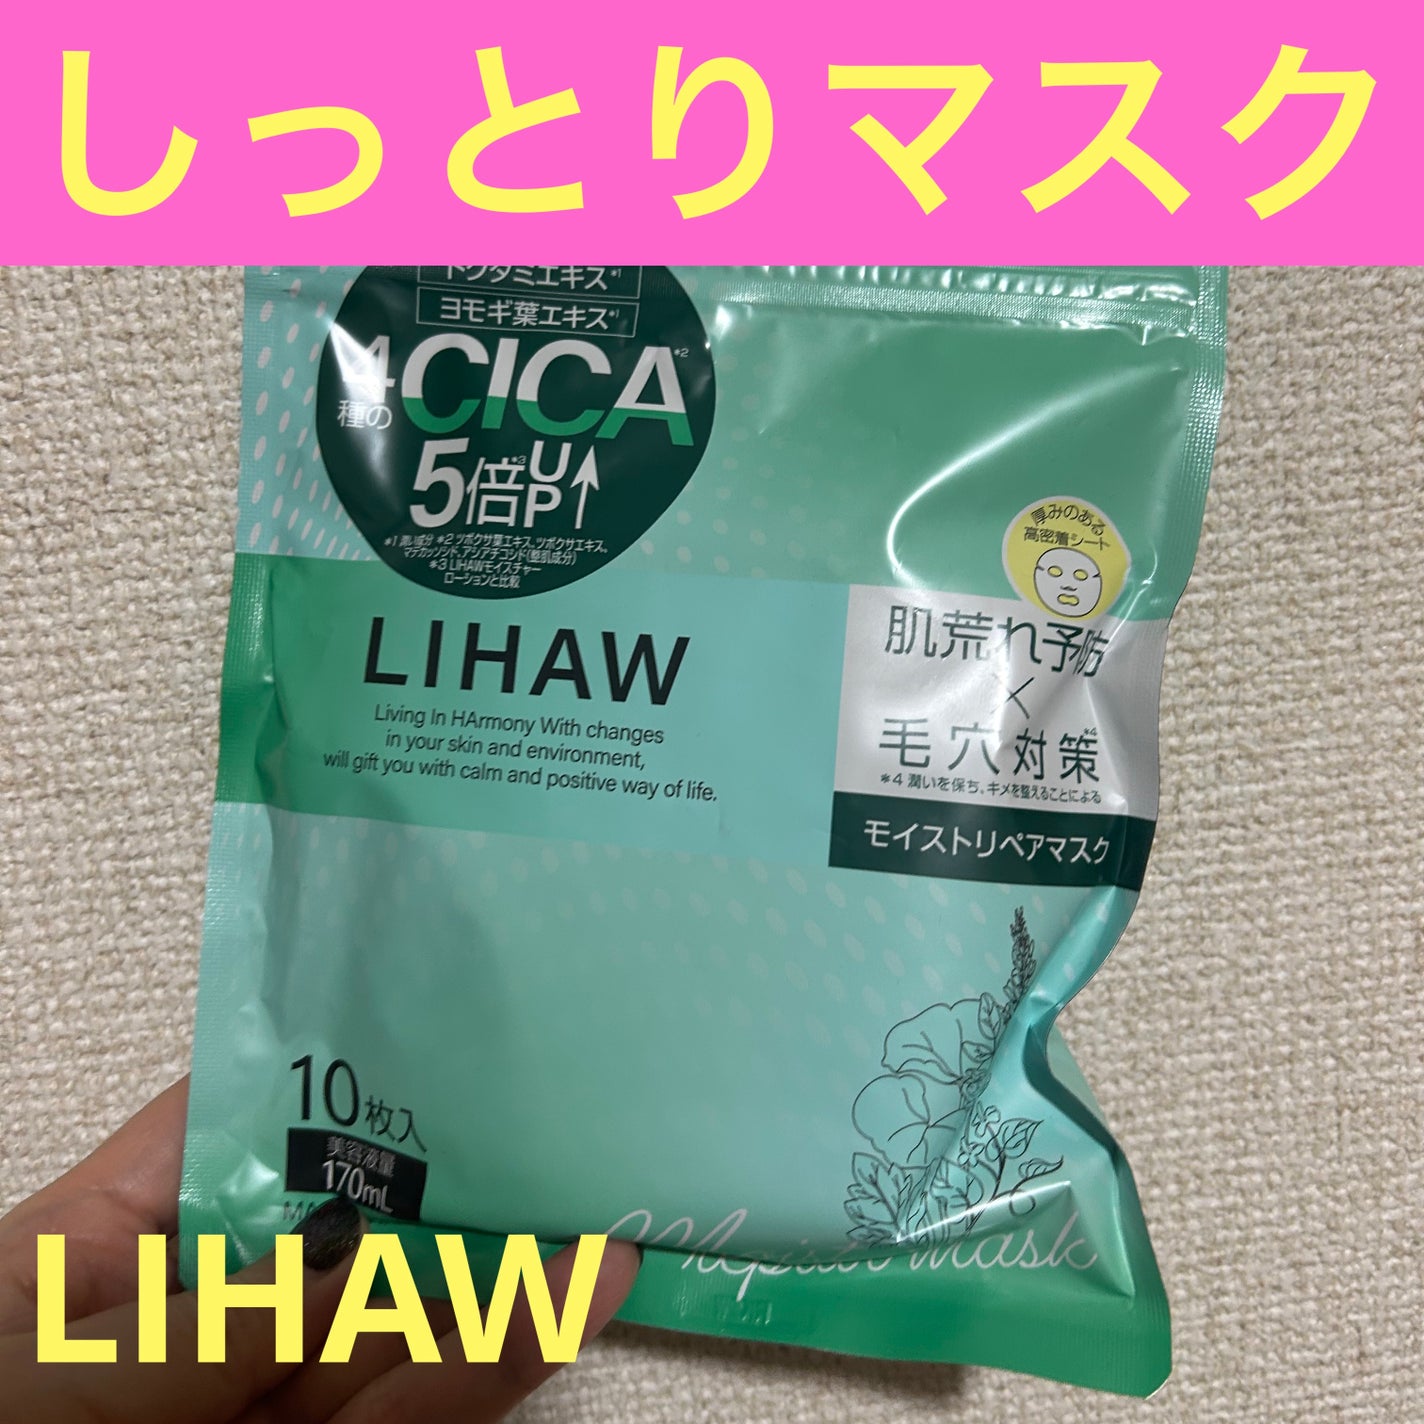 しっとりマスク
ドクダミエキス*1
ヨモギ葉エキス*1
4種のCICA*2
5倍*3UP↑
*1 潤い成分 *2 ツボクサ葉エキス、ツボクサエキス、
マデカッソシド、アシアチコシド(整肌成分)
*3 LIHAWモイスチャー
ローションと比較
厚みのある
高密着シート
LIHAW
Living In HArmony With changes
in your skin and environment,
will gift you with calm and positive way of life.
肌荒れ予防
×
毛穴対策*4
*4 潤いを保ち、キメを整えることによる
モイストリペアマスク
10枚入
美容液量
170mL
Moist Mask
LIHAW